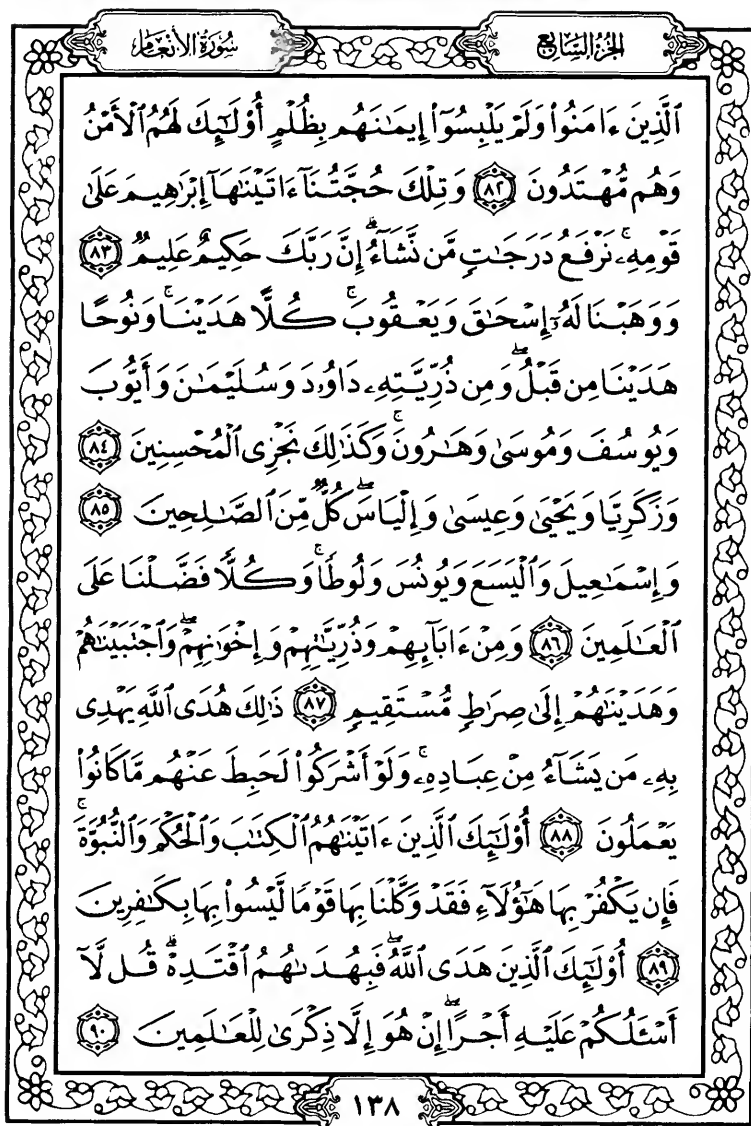 الجزء السابع
سورة الأنعام
ٱلَّذِينَ ءَامَنُوا۟ وَلَمْ يَلْبِسُوٓا۟ إِيمَـٰنَهُم بِظُلْمٍ أُو۟لَـٰٓئِكَ لَهُمُ ٱلْأَمْنُ
وَهُم مُّهْتَدُونَ ٨٢ وَتِلْكَ حُجَّتُنَآ ءَاتَيْنَـٰهَآ إِبْرَٰهِيمَ عَلَىٰ
قَوْمِهِۦ ۚ نَرْفَعُ دَرَجَـٰتٍ مَّن نَّشَآءُ ۗ إِنَّ رَبَّكَ حَكِيمٌ عَلِيمٌ ٨٣
وَوَهَبْنَا لَهُۥٓ إِسْحَـٰقَ وَيَعْقُوبَ ۚ كُلًّا هَدَيْنَا ۚ وَنُوحًا
هَدَيْنَا مِن قَبْلُ ۖ وَمِن ذُرِّيَّتِهِۦ دَاوُۥدَ وَسُلَيْمَـٰنَ وَأَيُّوبَ
وَيُوسُفَ وَمُوسَىٰ وَهَـٰرُونَ ۚ وَكَذَٰلِكَ نَجْزِى ٱلْمُحْسِنِينَ ٨٤
وَزَكَرِيَّا وَيَحْيَىٰ وَعِيسَىٰ وَإِلْيَاسَ ۖ كُلٌّ مِّنَ ٱلصَّـٰلِحِينَ ٨٥
وَإِسْمَـٰعِيلَ وَٱلْيَسَعَ وَيُونُسَ وَلُوطًا ۚ وَكُلًّا فَضَّلْنَا عَلَى
ٱلْعَـٰلَمِينَ ٨٦ وَمِنْ ءَابَآئِهِمْ وَذُرِّيَّـٰتِهِمْ وَإِخْوَٰنِهِمْ ۖ وَٱجْتَبَيْنَـٰهُمْ
وَهَدَيْنَـٰهُمْ إِلَىٰ صِرَٰطٍ مُّسْتَقِيمٍ ٨٧ ذَٰلِكَ هُدَى ٱللَّهِ يَهْدِى
بِهِۦ مَن يَشَآءُ مِنْ عِبَادِهِۦ ۚ وَلَوْ أَشْرَكُوا۟ لَحَبِطَ عَنْهُم مَّا كَانُوا۟
يَعْمَلُونَ ٨٨ أُو۟لَـٰٓئِكَ ٱلَّذِينَ ءَاتَيْنَـٰهُمُ ٱلْكِتَـٰبَ وَٱلْحُكْمَ وَٱلنُّبُوَّةَ ۚ
فَإِن يَكْفُرْ بِهَا هَـٰٓؤُلَآءِ فَقَدْ وَكَّلْنَا بِهَا قَوْمًا لَّيْسُوا۟ بِهَا بِكَـٰفِرِينَ
٨٩ أُو۟لَـٰٓئِكَ ٱلَّذِينَ هَدَى ٱللَّهُ ۖ فَبِهُدَىٰهُمُ ٱقْتَدِهْ ۗ قُل لَّآ
أَسْـَٔلُكُمْ عَلَيْهِ أَجْرًا ۖ إِنْ هُوَ إِلَّا ذِكْرَىٰ لِلْعَـٰلَمِينَ ٩٠
١٣٨